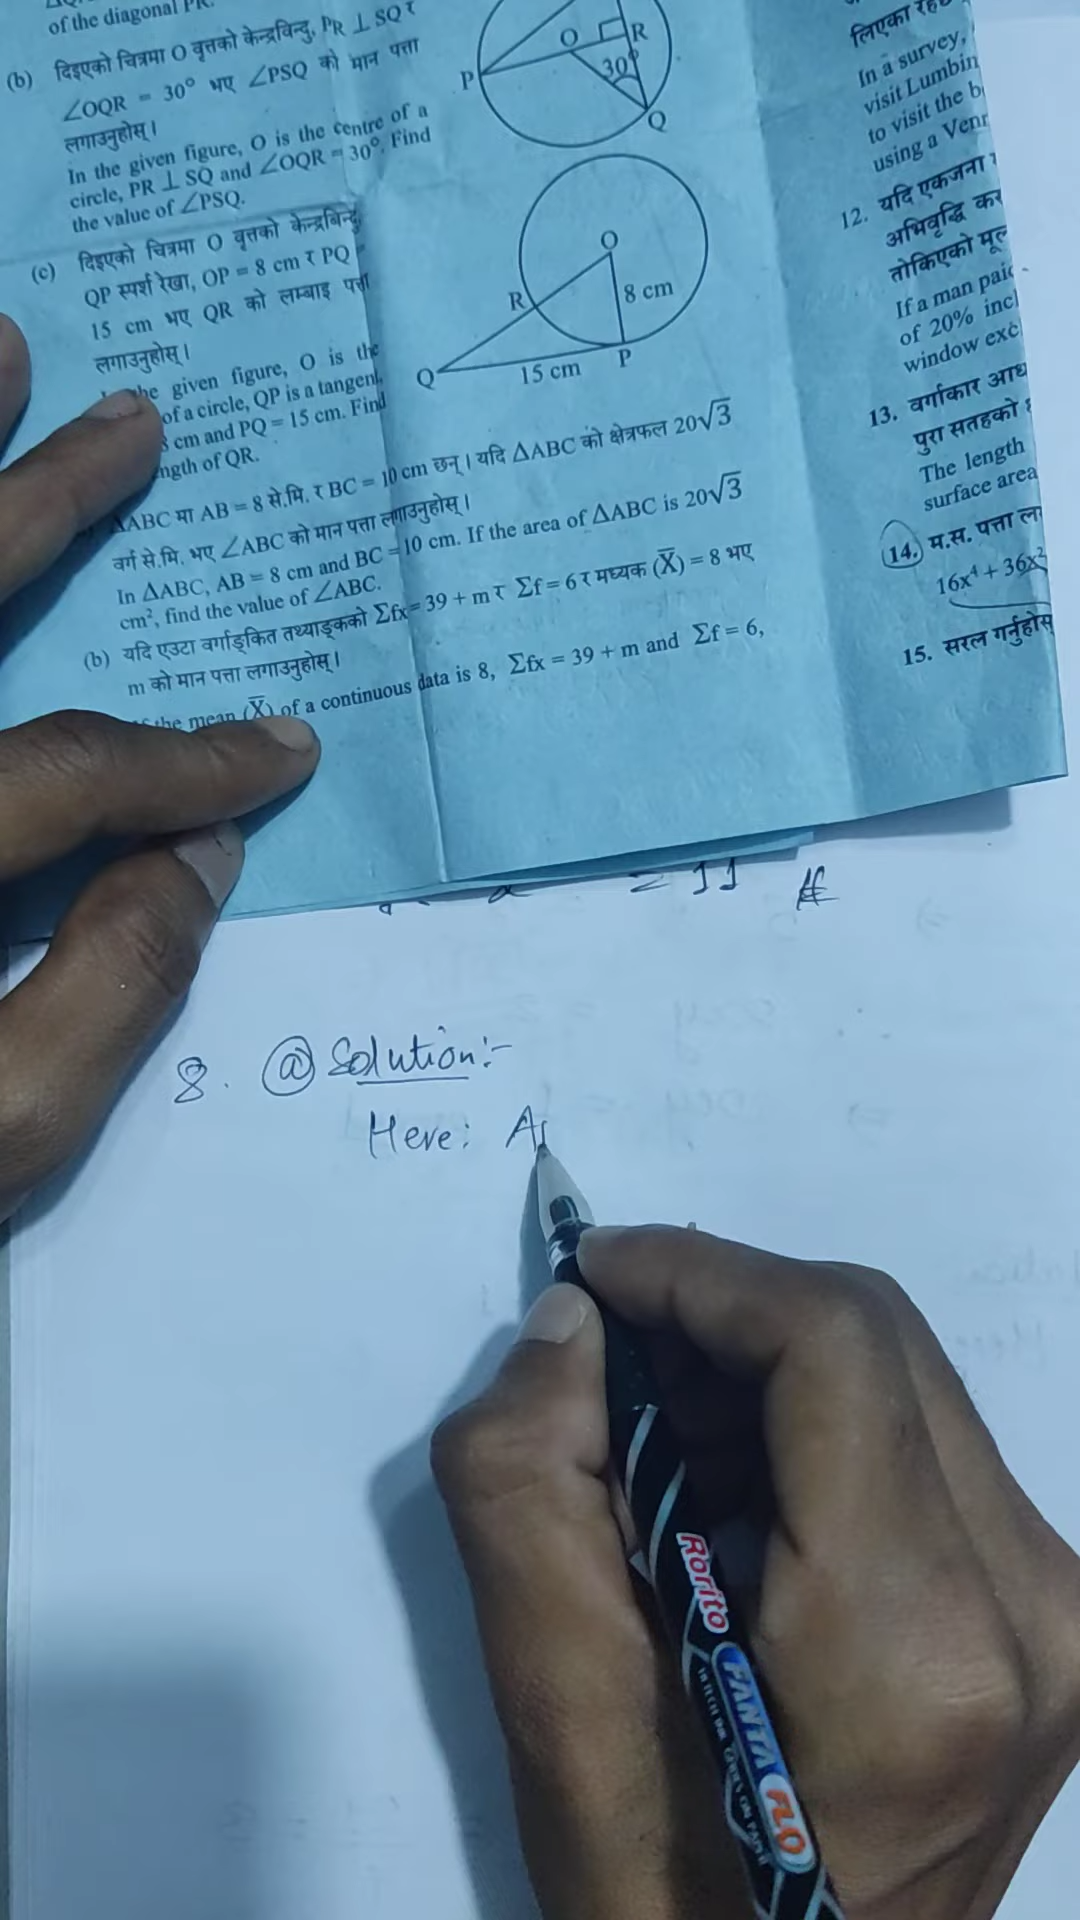 of the diagonal PR.
(b) दिइएको चित्रमा O वृत्तको केन्द्रविन्दु, PR ⊥ SQ र
∠OQR = 30° भए ∠PSQ को मान पत्ता
लगाउनुहोस् ।
In the given figure, O is the centre of a
circle, PR ⊥ SQ and ∠OQR = 30°. Find
the value of ∠PSQ.
P
O
R
30°
Q
(c) दिइएको चित्रमा O वृत्तको केन्द्रबिन्दु,
QP स्पर्श रेखा, OP = 8 cm र PQ =
15 cm भए QR को लम्बाइ पत्ता
लगाउनुहोस् ।
the given figure, O is the
of a circle, QP is a tangent,
8 cm and PQ = 15 cm. Find
ngth of QR.
O
R
8 cm
Q
15 cm
P
ΔABC मा AB = 8 से.मि. र BC = 10 cm छन् । यदि ΔABC को क्षेत्रफल 20√3
वर्ग से.मि. भए ∠ABC को मान पत्ता लगाउनुहोस् ।
In ΔABC, AB = 8 cm and BC = 10 cm. If the area of ΔABC is 20√3
cm², find the value of ∠ABC.
(b) यदि एउटा वर्गाङ्कित तथ्याङ्कको Σfx = 39 + m र Σf = 6 र मध्यक (X̄) = 8 भए
m को मान पत्ता लगाउनुहोस् ।
the mean (X̄) of a continuous data is 8, Σfx = 39 + m and Σf = 6,
लिएका
In a survey,
visit Lumbin
to visit the b
using a Venn
12. यदि एकजना
अभिवृद्धि कर
तोकिएको मूल
If a man paid
of 20% incl
window exc
13. वर्गाकार आध
पुरा सतहको
The length
surface area
14. म.स. पत्ता ला
16x⁴ + 36x²
15. सरल गर्नुहोस्
= 11
8. (a) Solution:-
Here: A
Rorito
FANTA FLO